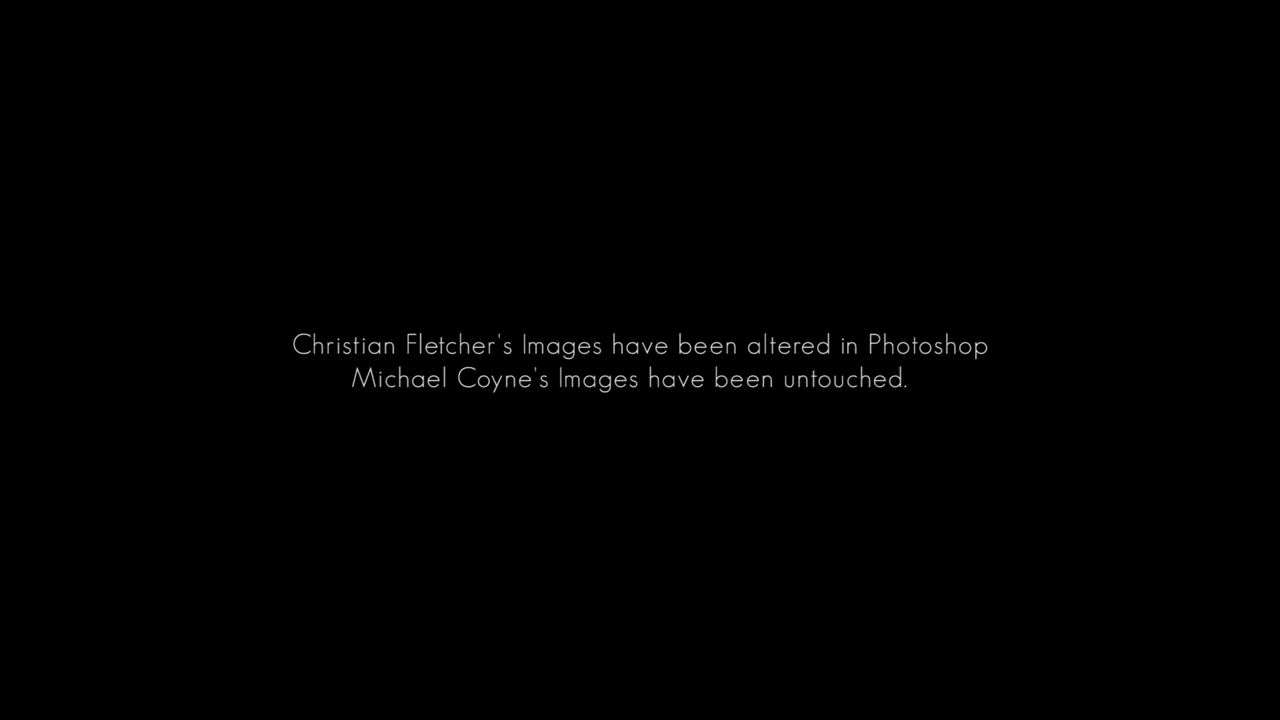 Christian Fletcher's Images have been altered in Photoshop
Michael Coyne's Images have been untouched.